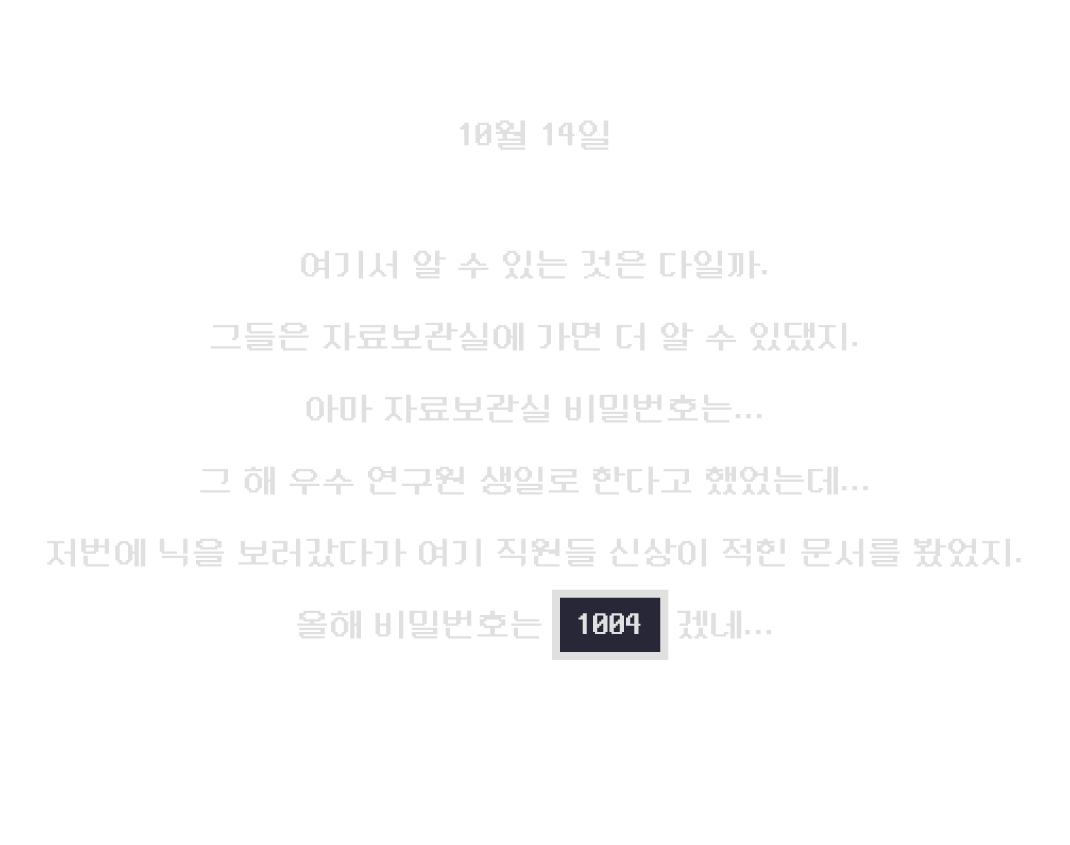 10월 14일
여기서 알 수 있는 것은 다일까.
그들은 자료보관실에 가면 더 알 수 있댔지.
아마 자료보관실 비밀번호는...
그 해 우수 연구원 생일로 한다고 했었는데...
저번에 닉을 보러갔다가 여기 직원들 신상이 적힌 문서를 봤었지.
올해 비밀번호는 1004 겠네...